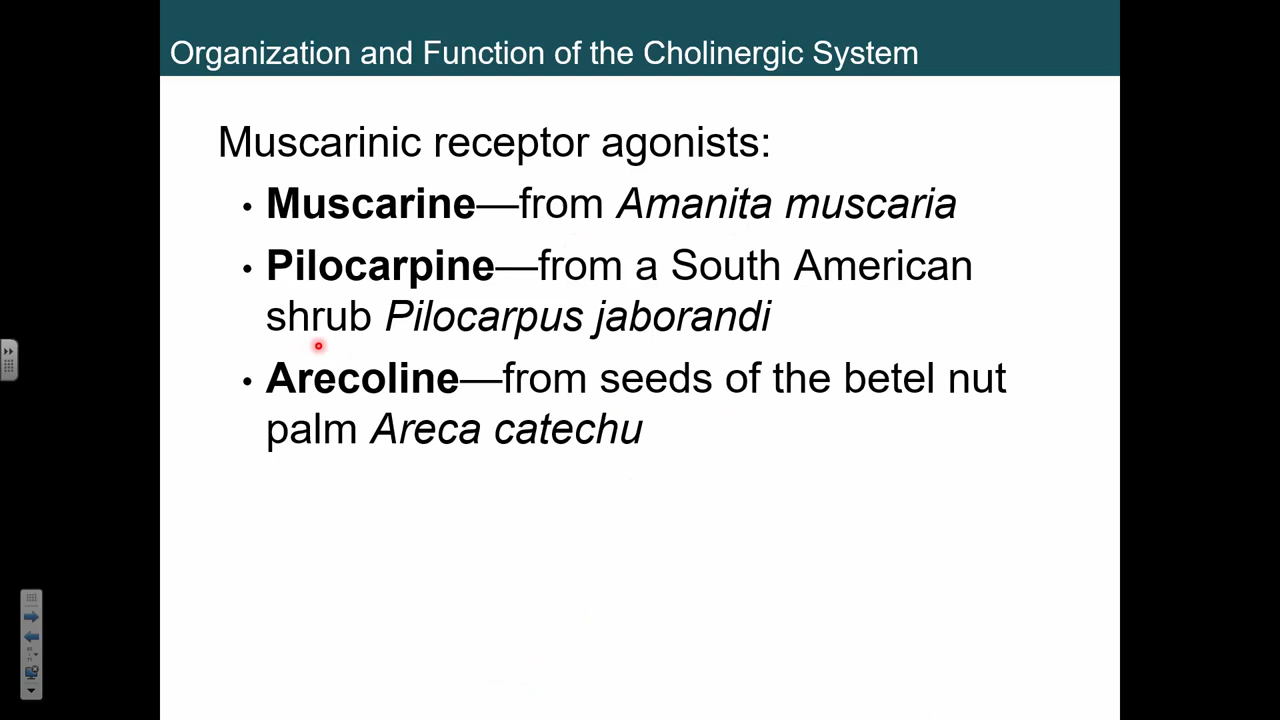 Organization and Function of the Cholinergic System
Muscarinic receptor agonists:
• Muscarine—from Amanita muscaria
• Pilocarpine—from a South American
shrub Pilocarpus jaborandi
• Arecoline—from seeds of the betel nut
palm Areca catechu